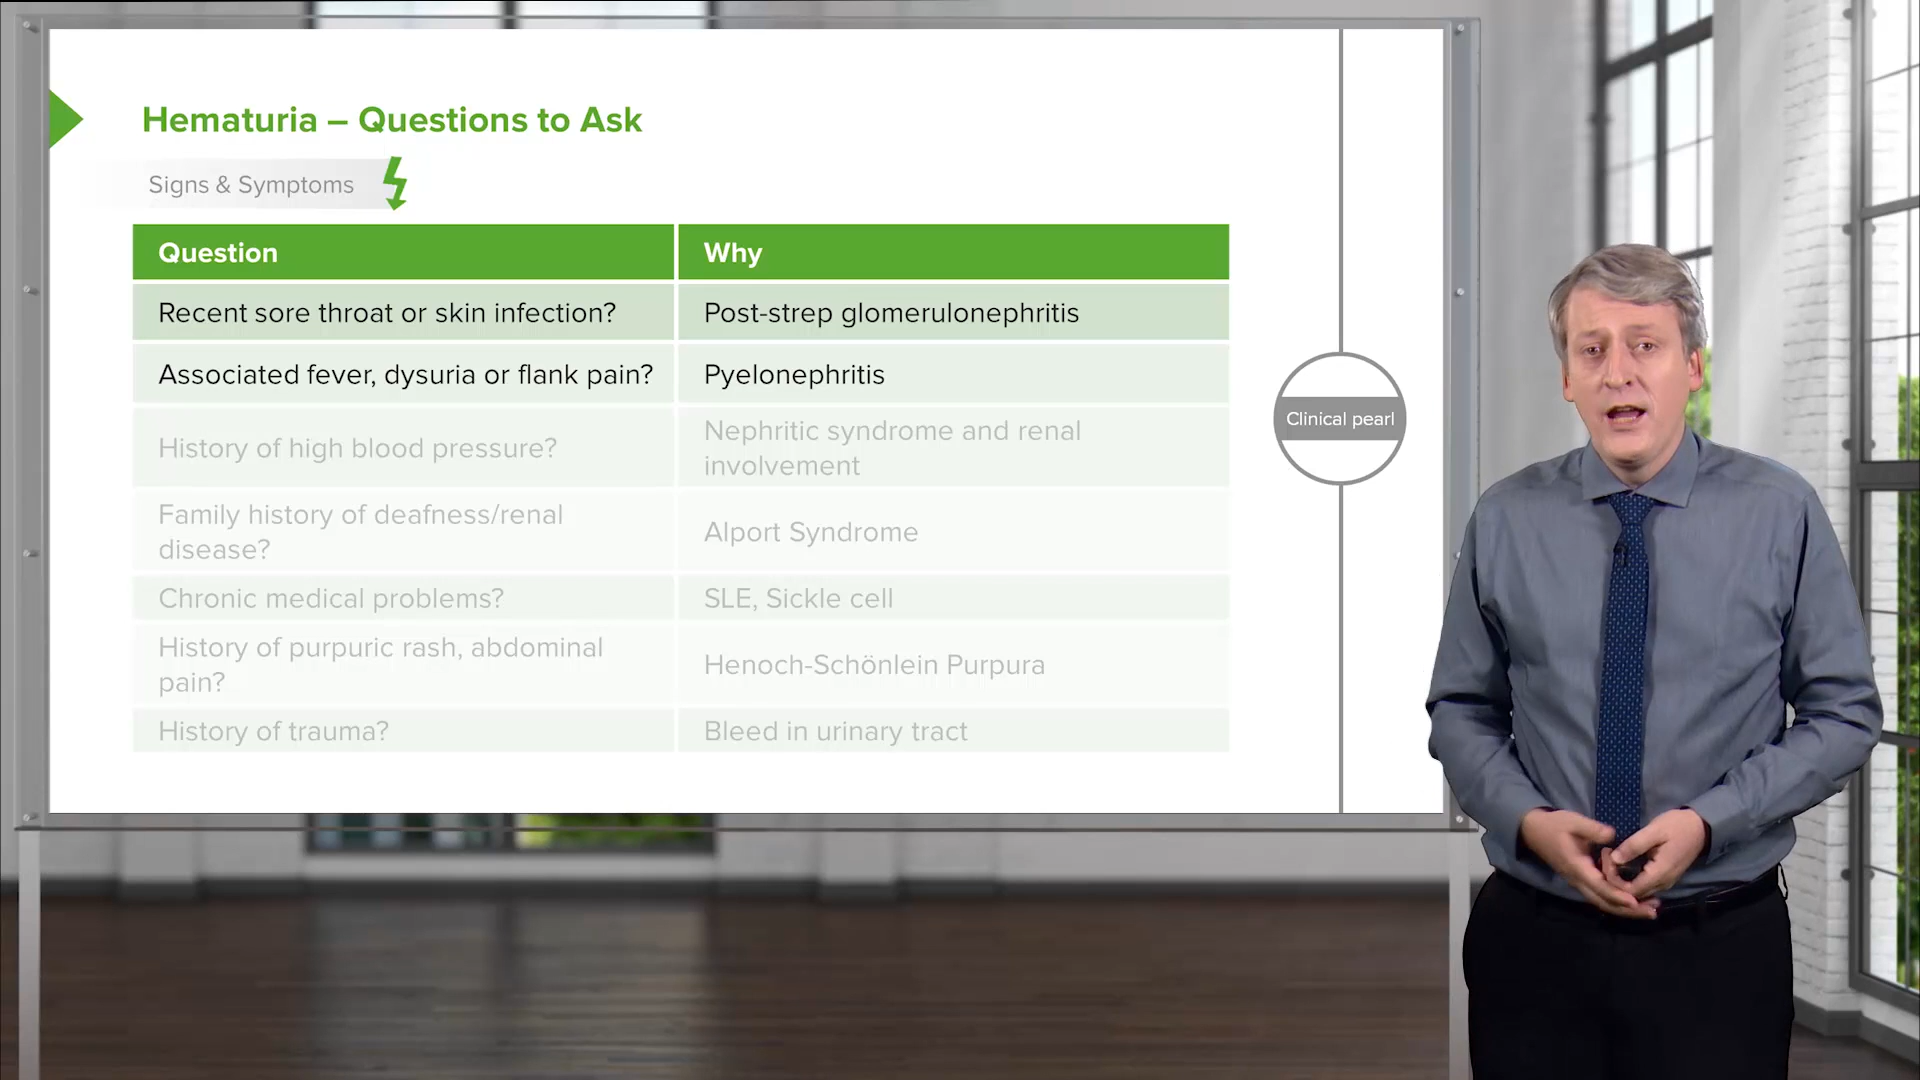 Hematuria – Questions to Ask
Signs & Symptoms
Question
Why
Recent sore throat or skin infection?
Post-strep glomerulonephritis
Associated fever, dysuria or flank pain?
Pyelonephritis
History of high blood pressure?
Nephritic syndrome and renal
involvement
Family history of deafness/renal
disease?
Alport Syndrome
Chronic medical problems?
SLE, Sickle cell
History of purpuric rash, abdominal
pain?
Henoch-Schönlein Purpura
History of trauma?
Bleed in urinary tract
Clinical pearl